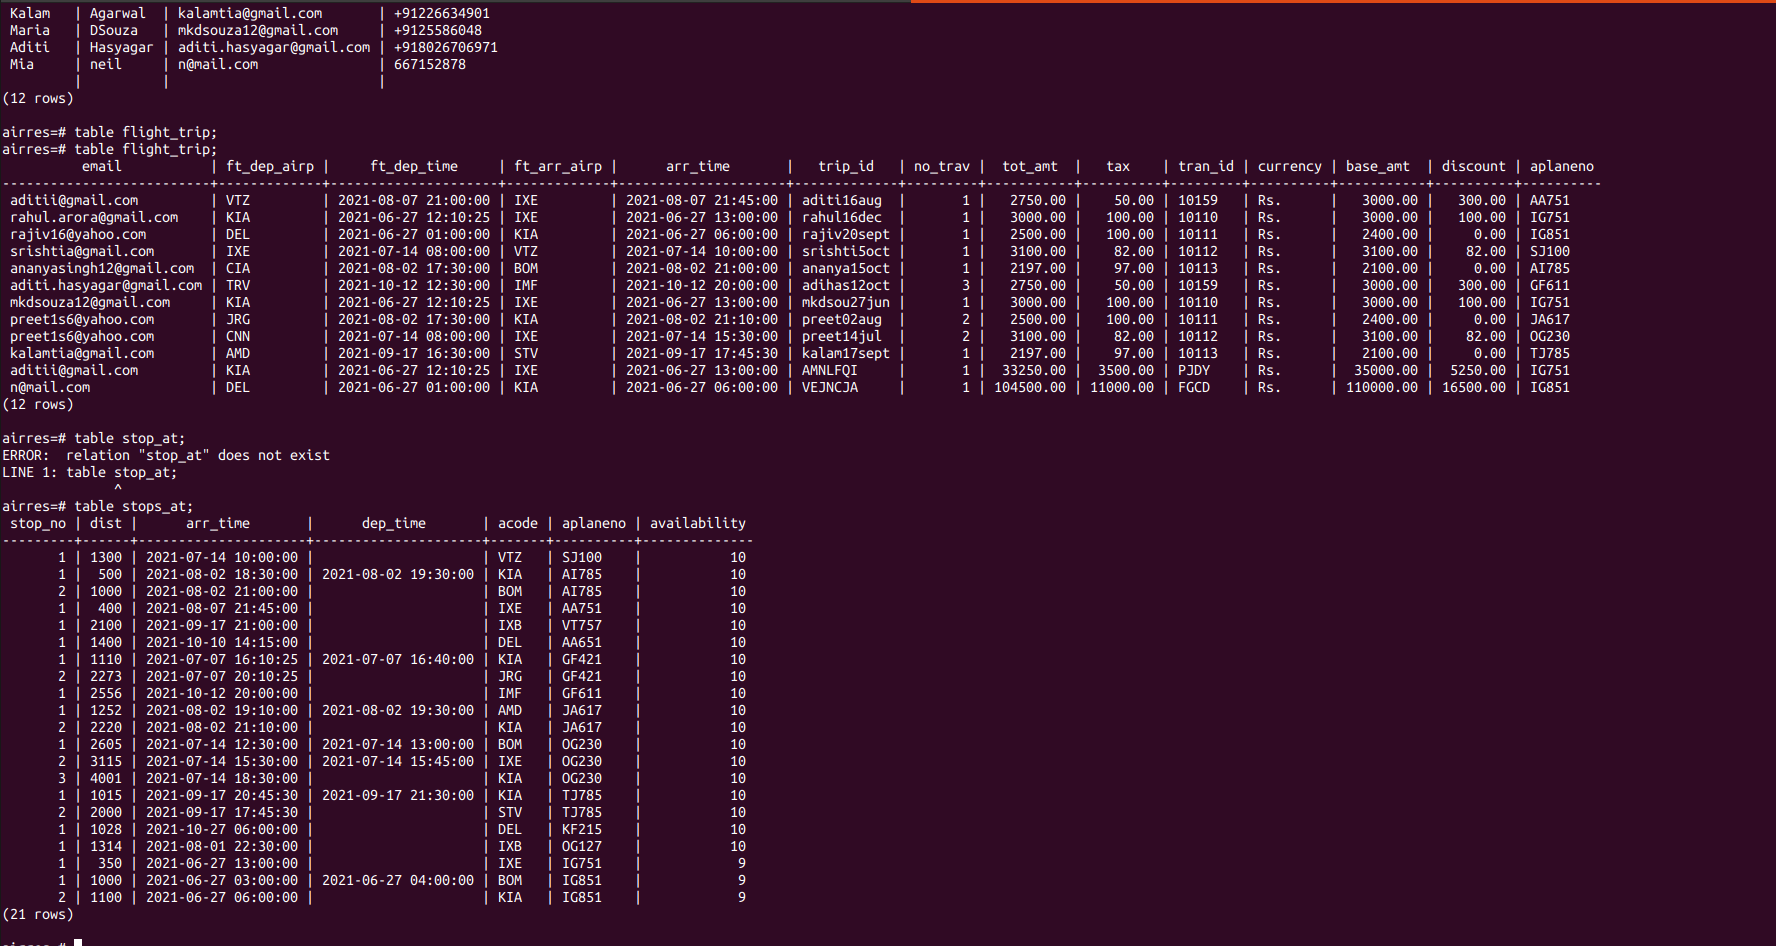 Kalam   | Agarwal  | kalamtia@gmail.com       | +91226634901
 Maria   | DSouza   | mkdsouza12@gmail.com     | +9125586048
 Aditi   | Hasyagar | aditi.hasyagar@gmail.com | +918026706971
 Mia     | neil     | n@mail.com               | 667152878
         |          |                          |
(12 rows)
airres=# table flight_trip;
airres=# table flight_trip;
 email | ft_dep_airp | ft_dep_time | ft_arr_airp | arr_time | trip_id | no_trav | tot_amt | tax | tran_id | currency | base_amt | discount | aplaneno
--------------------------+-------------+---------------------+-------------+---------------------+-------------+---------+-----------+----------+---------+----------+-----------+----------+----------
 aditii@gmail.com | VTZ | 2021-08-07 21:00:00 | IXE | 2021-08-07 21:45:00 | aditi16aug | 1 | 2750.00 | 50.00 | 10159 | Rs. | 3000.00 | 300.00 | AA751
 rahul.arora@gmail.com | KIA | 2021-06-27 12:10:25 | IXE | 2021-06-27 13:00:00 | rahul16dec | 1 | 3000.00 | 100.00 | 10110 | Rs. | 3000.00 | 100.00 | IG751
 rajiv16@yahoo.com | DEL | 2021-06-27 01:00:00 | KIA | 2021-06-27 06:00:00 | rajiv20sept | 1 | 2500.00 | 100.00 | 10111 | Rs. | 2400.00 | 0.00 | IG851
 srishtia@gmail.com | IXE | 2021-07-14 08:00:00 | VTZ | 2021-07-14 10:00:00 | srishti5oct | 1 | 3100.00 | 82.00 | 10112 | Rs. | 3100.00 | 82.00 | SJ100
 ananyasingh12@gmail.com | CIA | 2021-08-02 17:30:00 | BOM | 2021-08-02 21:00:00 | ananya15oct | 1 | 2197.00 | 97.00 | 10113 | Rs. | 2100.00 | 0.00 | AI785
 aditi.hasyagar@gmail.com | TRV | 2021-10-12 12:30:00 | IMF | 2021-10-12 20:00:00 | adihas12oct | 3 | 2750.00 | 50.00 | 10159 | Rs. | 3000.00 | 300.00 | GF611
 mkdsouza12@gmail.com | KIA | 2021-06-27 12:10:25 | IXE | 2021-06-27 13:00:00 | mkdsou27jun | 1 | 3000.00 | 100.00 | 10110 | Rs. | 3000.00 | 100.00 | IG751
 preet1s6@yahoo.com | JRG | 2021-08-02 17:30:00 | KIA | 2021-08-02 21:10:00 | preet02aug | 2 | 2500.00 | 100.00 | 10111 | Rs. | 2400.00 | 0.00 | JA617
 preet1s6@yahoo.com | CNN | 2021-07-14 08:00:00 | IXE | 2021-07-14 15:30:00 | preet14jul | 2 | 3100.00 | 82.00 | 10112 | Rs. | 3100.00 | 82.00 | OG230
 kalamtia@gmail.com | AMD | 2021-09-17 16:30:00 | STV | 2021-09-17 17:45:30 | kalam17sept | 1 | 2197.00 | 97.00 | 10113 | Rs. | 2100.00 | 0.00 | TJ785
 aditii@gmail.com | KIA | 2021-06-27 12:10:25 | IXE | 2021-06-27 13:00:00 | AMNLFQI | 1 | 33250.00 | 3500.00 | PJDY | Rs. | 35000.00 | 5250.00 | IG751
 n@mail.com | DEL | 2021-06-27 01:00:00 | KIA | 2021-06-27 06:00:00 | VEJNCJA | 1 | 104500.00 | 11000.00 | FGCD | Rs. | 110000.00 | 16500.00 | IG851
(12 rows)
airres=# table stop_at;
ERROR:  relation "stop_at" does not exist
LINE 1: table stop_at;
              ^
airres=# table stops_at;
 stop_no | dist | arr_time | dep_time | acode | aplaneno | availability
---------+------+---------------------+---------------------+-------+----------+--------------
 1 | 1300 | 2021-07-14 10:00:00 | | VTZ | SJ100 | 10
 1 | 500 | 2021-08-02 18:30:00 | 2021-08-02 19:30:00 | KIA | AI785 | 10
 2 | 1000 | 2021-08-02 21:00:00 | | BOM | AI785 | 10
 1 | 400 | 2021-08-07 21:45:00 | | IXE | AA751 | 10
 1 | 2100 | 2021-09-17 21:00:00 | | IXB | VT757 | 10
 1 | 1400 | 2021-10-10 14:15:00 | | DEL | AA651 | 10
 1 | 1110 | 2021-07-07 16:10:25 | 2021-07-07 16:40:00 | KIA | GF421 | 10
 2 | 2273 | 2021-07-07 20:10:25 | | JRG | GF421 | 10
 1 | 2556 | 2021-10-12 20:00:00 | | IMF | GF611 | 10
 1 | 1252 | 2021-08-02 19:10:00 | 2021-08-02 19:30:00 | AMD | JA617 | 10
 2 | 2220 | 2021-08-02 21:10:00 | | KIA | JA617 | 10
 1 | 2605 | 2021-07-14 12:30:00 | 2021-07-14 13:00:00 | BOM | OG230 | 10
 2 | 3115 | 2021-07-14 15:30:00 | 2021-07-14 15:45:00 | IXE | OG230 | 10
 3 | 4001 | 2021-07-14 18:30:00 | | KIA | OG230 | 10
 1 | 1015 | 2021-09-17 20:45:30 | 2021-09-17 21:30:00 | KIA | TJ785 | 10
 2 | 2000 | 2021-09-17 17:45:30 | | STV | TJ785 | 10
 1 | 1028 | 2021-10-27 06:00:00 | | DEL | KF215 | 10
 1 | 1314 | 2021-08-01 22:30:00 | | IXB | OG127 | 10
 1 | 350 | 2021-06-27 13:00:00 | | IXE | IG751 | 9
 1 | 1000 | 2021-06-27 03:00:00 | 2021-06-27 04:00:00 | BOM | IG851 | 9
 2 | 1100 | 2021-06-27 06:00:00 | | KIA | IG851 | 9
(21 rows)
airres=#